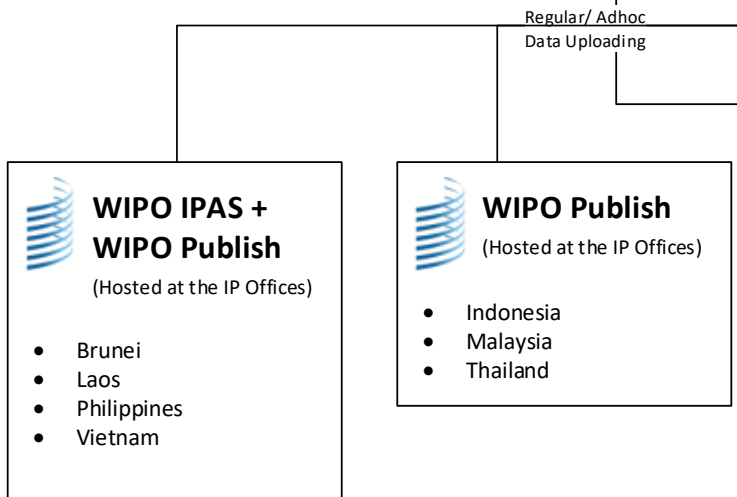 Regular/ Adhoc
Data Uploading
WIPO IPAS +
WIPO Publish
(Hosted at the IP Offices)
• Brunei
• Laos
• Philippines
• Vietnam
WIPO Publish
(Hosted at the IP Offices)
• Indonesia
• Malaysia
• Thailand